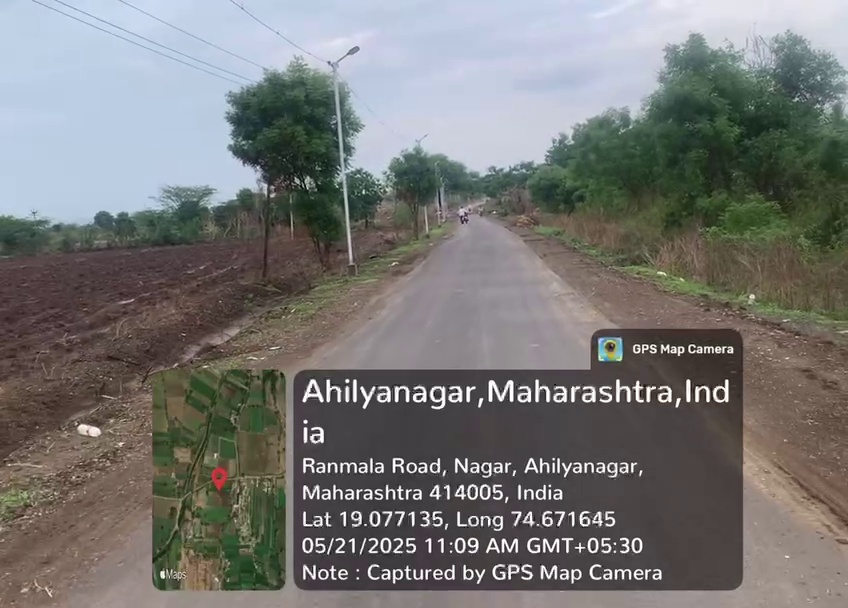 GPS Map Camera
Ahilyanagar,Maharashtra,Ind
ia
Ranmala Road, Nagar, Ahilyanagar,
Maharashtra 414005, India
Lat 19.077135, Long 74.671645
05/21/2025 11:09 AM GMT+05:30
Note : Captured by GPS Map Camera
Maps